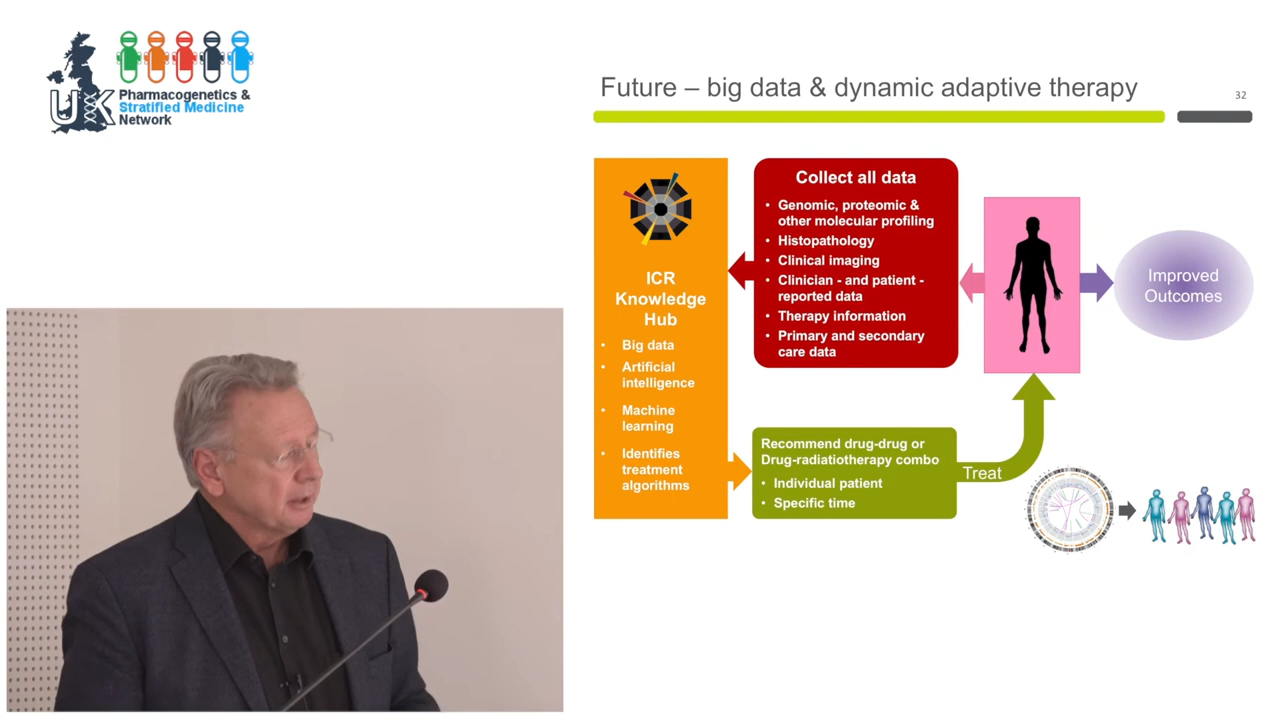 UK
Pharmacogenetics &
Stratified Medicine
Network
Future – big data & dynamic adaptive therapy
32
ICR
Knowledge
Hub
• Big data
• Artificial
intelligence
• Machine
learning
• Identifies
treatment
algorithms
Collect all data
• Genomic, proteomic &
other molecular profiling
• Histopathology
• Clinical imaging
• Clinician - and patient -
reported data
• Therapy information
• Primary and secondary
care data
Recommend drug-drug or
Drug-radiatiotherapy combo
• Individual patient
• Specific time
Treat
Improved
Outcomes